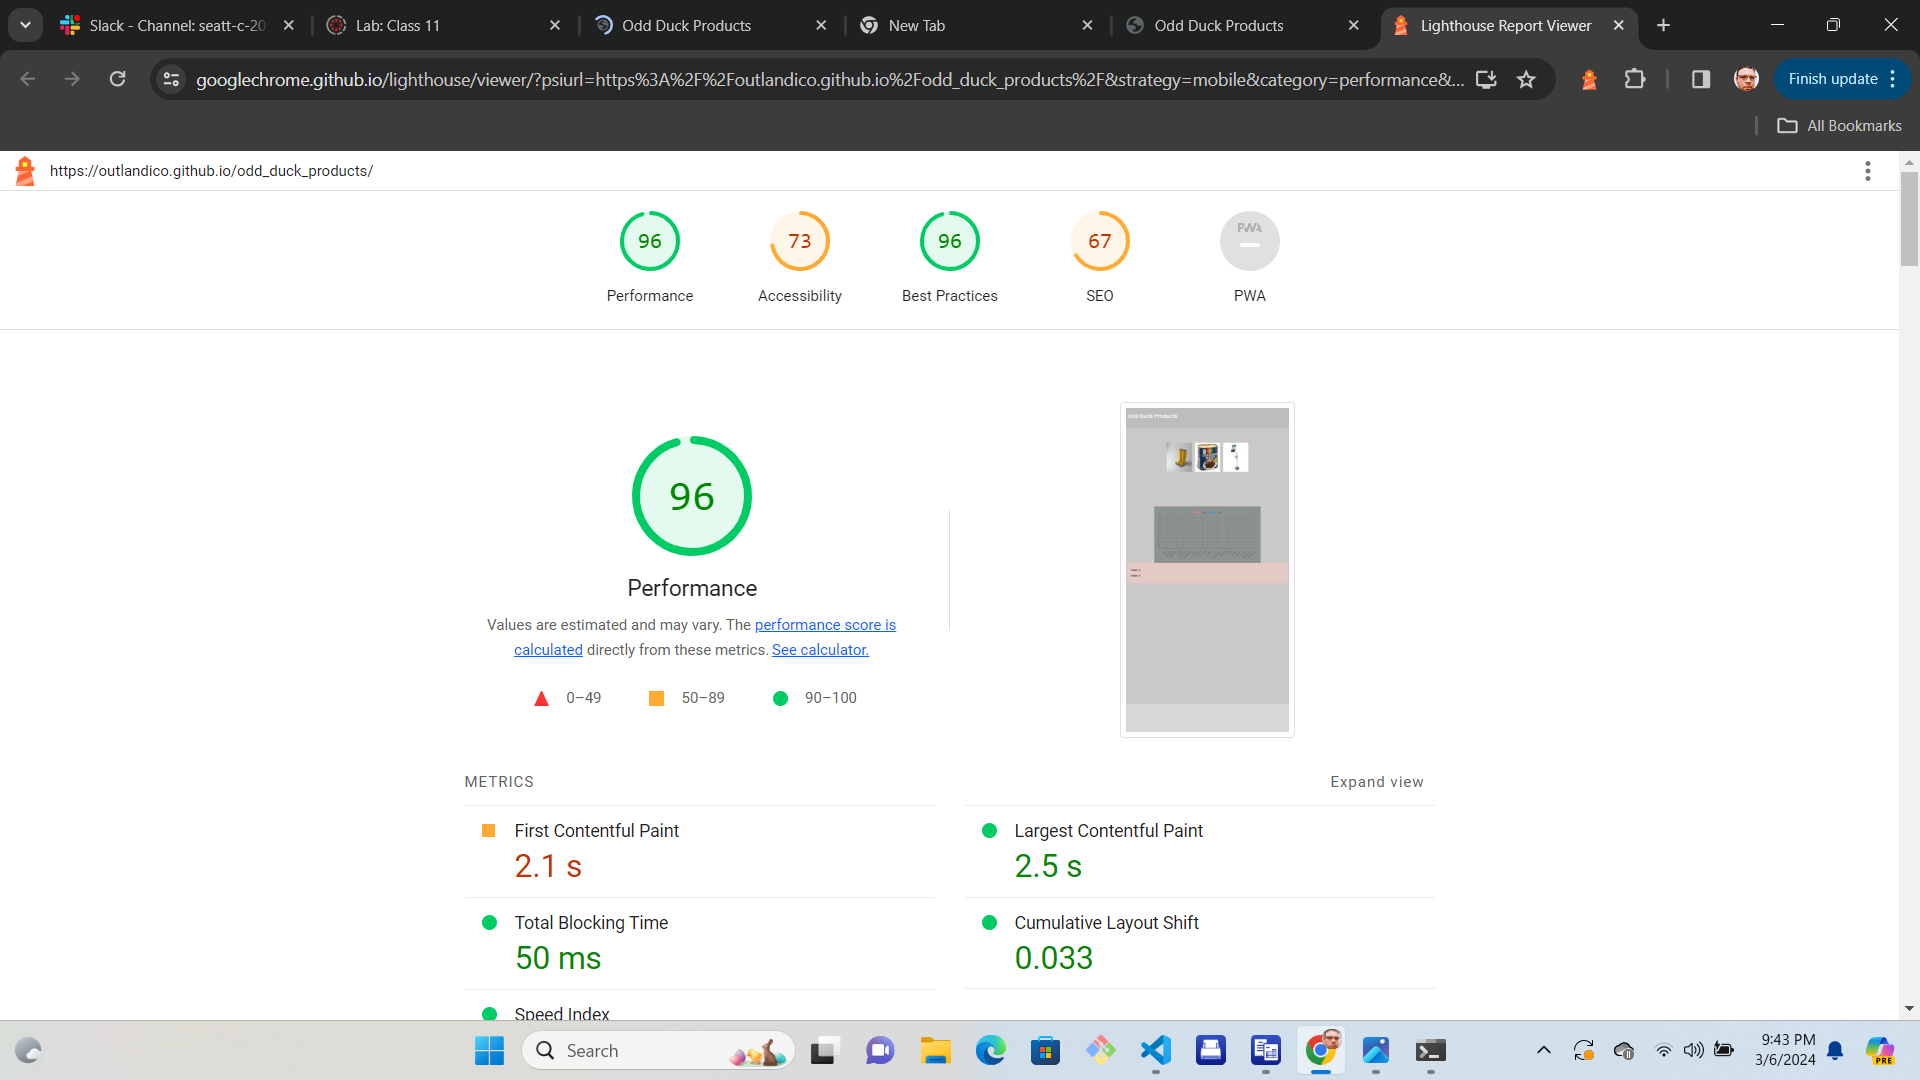 Slack - Channel: seatt-c-20
Lab: Class 11
Odd Duck Products
New Tab
Odd Duck Products
Lighthouse Report Viewer
googlechrome.github.io/lighthouse/viewer/?psiurl=https%3A%2F%2Foutlandico.github.io%2Fodd_duck_products%2F&strategy=mobile&category=performance&...
Finish update
All Bookmarks
https://outlandico.github.io/odd_duck_products/
96
73
96
67
PWA
Performance
Accessibility
Best Practices
SEO
PWA
Odd Duck Products
96
Performance
Values are estimated and may vary. The performance score is
calculated directly from these metrics. See calculator.
0–49
50–89
90–100
METRICS
Expand view
First Contentful Paint
2.1 s
Largest Contentful Paint
2.5 s
Total Blocking Time
50 ms
Cumulative Layout Shift
0.033
Speed Index
Search
9:43 PM
3/6/2024
PRE